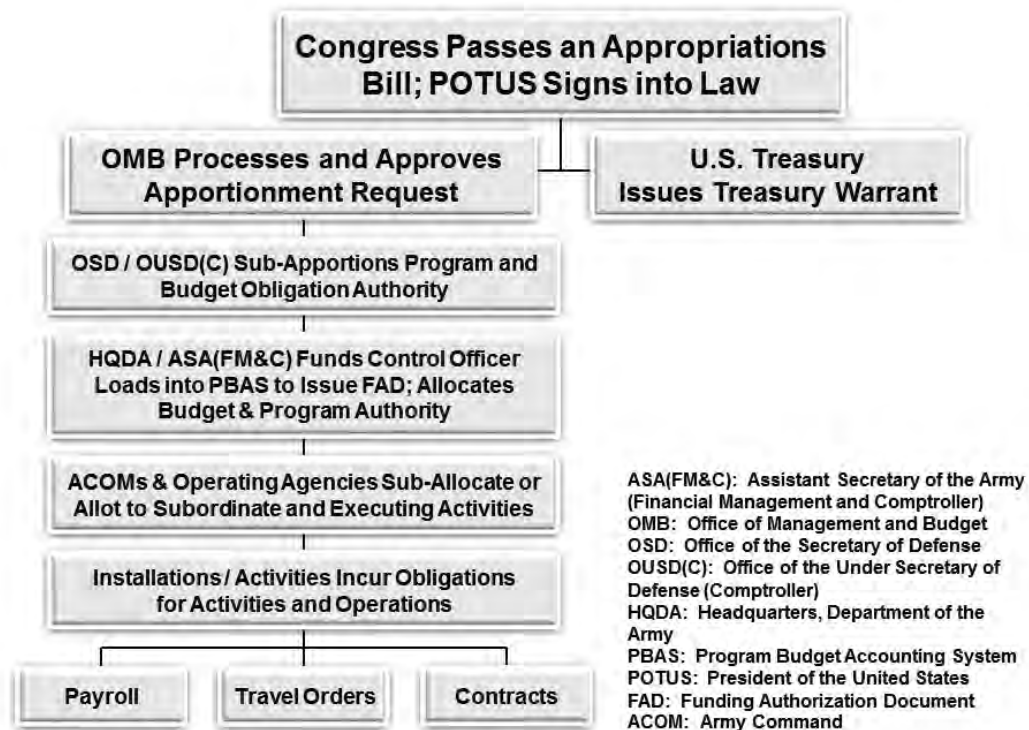 Congress Passes an Appropriations
Bill; POTUS Signs into Law
OMB Processes and Approves
Apportionment Request
U.S. Treasury
Issues Treasury Warrant
OSD / OUSD(C) Sub-Apportions Program and
Budget Obligation Authority
HQDA / ASA(FM&C) Funds Control Officer
Loads into PBAS to Issue FAD; Allocates
Budget & Program Authority
ACOMs & Operating Agencies Sub-Allocate or
Allot to Subordinate and Executing Activities
Installations / Activities Incur Obligations
for Activities and Operations
Payroll
Travel Orders
Contracts
ASA(FM&C): Assistant Secretary of the Army
(Financial Management and Comptroller)
OMB: Office of Management and Budget
OSD: Office of the Secretary of Defense
OUSD(C): Office of the Under Secretary of
Defense (Comptroller)
HQDA: Headquarters, Department of the
Army
PBAS: Program Budget Accounting System
POTUS: President of the United States
FAD: Funding Authorization Document
ACOM: Army Command